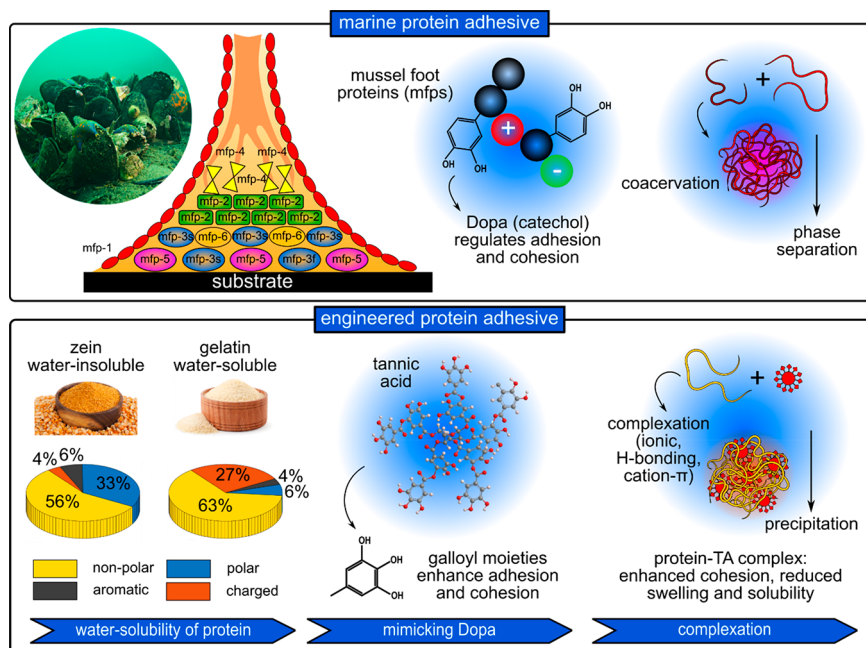 marine protein adhesive
mfp-4
mfp-4
mfp-4
mfp-2 mfp-2 mfp-2
mfp-2 mfp-2 mfp-2 mfp-2
mfp-3s mfp-6 mfp-3s mfp-6 mfp-3s
mfp-1
mfp-5 mfp-3s mfp-5 mfp-3f mfp-5
substrate
mussel foot
proteins (mfps)
HO
OH
OH
OH
+
-
Dopa (catechol)
regulates adhesion
and cohesion
+
coacervation
phase
separation
engineered protein adhesive
zein
water-insoluble
gelatin
water-soluble
4%
6%
33%
56%
27%
4%
6%
63%
non-polar
polar
aromatic
charged
water-solubility of protein
tannic
acid
OH
OH
OH
galloyl moieties
enhance adhesion
and cohesion
mimicking Dopa
+
complexation
(ionic,
H-bonding,
cation-π)
precipitation
protein-TA complex:
enhanced cohesion, reduced
swelling and solubility
complexation